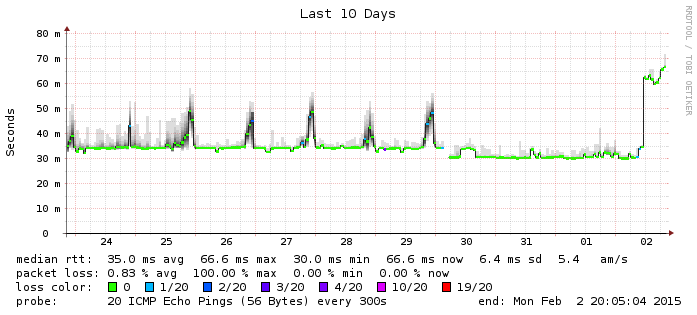 Last 10 Days
RRDTOOL / TOBI OETIKER
Seconds
80 m
70 m
60 m
50 m
40 m
30 m
20 m
10 m
0
24 25 26 27 28 29 30 31 01 02
median rtt: 35.0 ms avg 66.6 ms max 30.0 ms min 66.6 ms now 6.4 ms sd 5.4 am/s
packet loss: 0.83 % avg 100.00 % max 0.00 % min 0.00 % now
loss color: 0 1/20 2/20 3/20 4/20 10/20 19/20
probe: 20 ICMP Echo Pings (56 Bytes) every 300s end: Mon Feb 2 20:05:04 2015